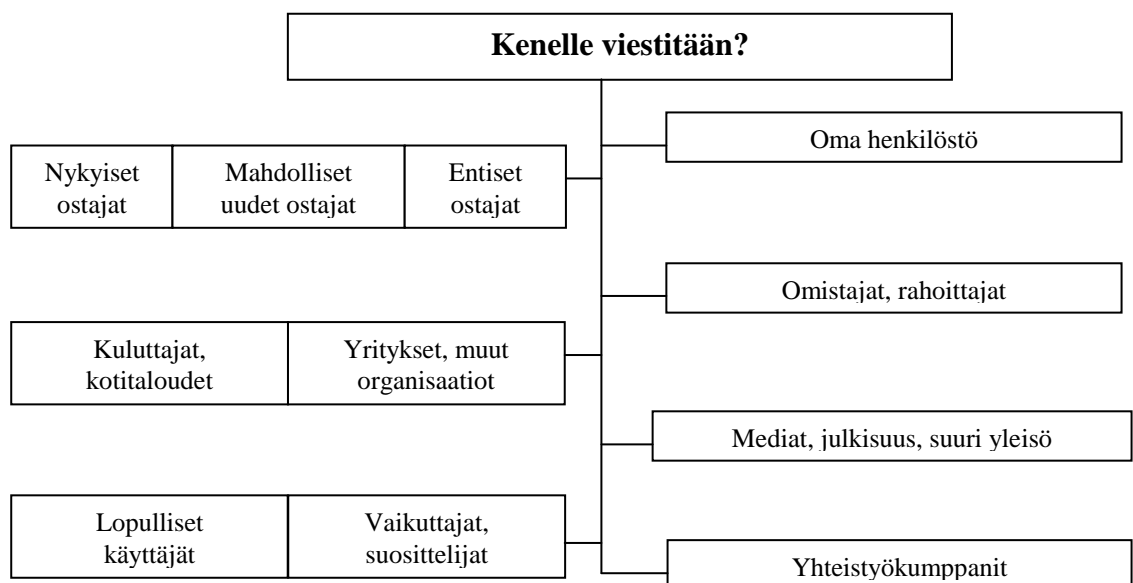 Kenelle viestitään?
Oma henkilöstö
Nykyiset
ostajat
Mahdolliset
uudet ostajat
Entiset
ostajat
Omistajat, rahoittajat
Kuluttajat,
kotitaloudet
Yritykset, muut
organisaatiot
Mediat, julkisuus, suuri yleisö
Lopulliset
käyttäjät
Vaikuttajat,
suosittelijat
Yhteistyökumppanit